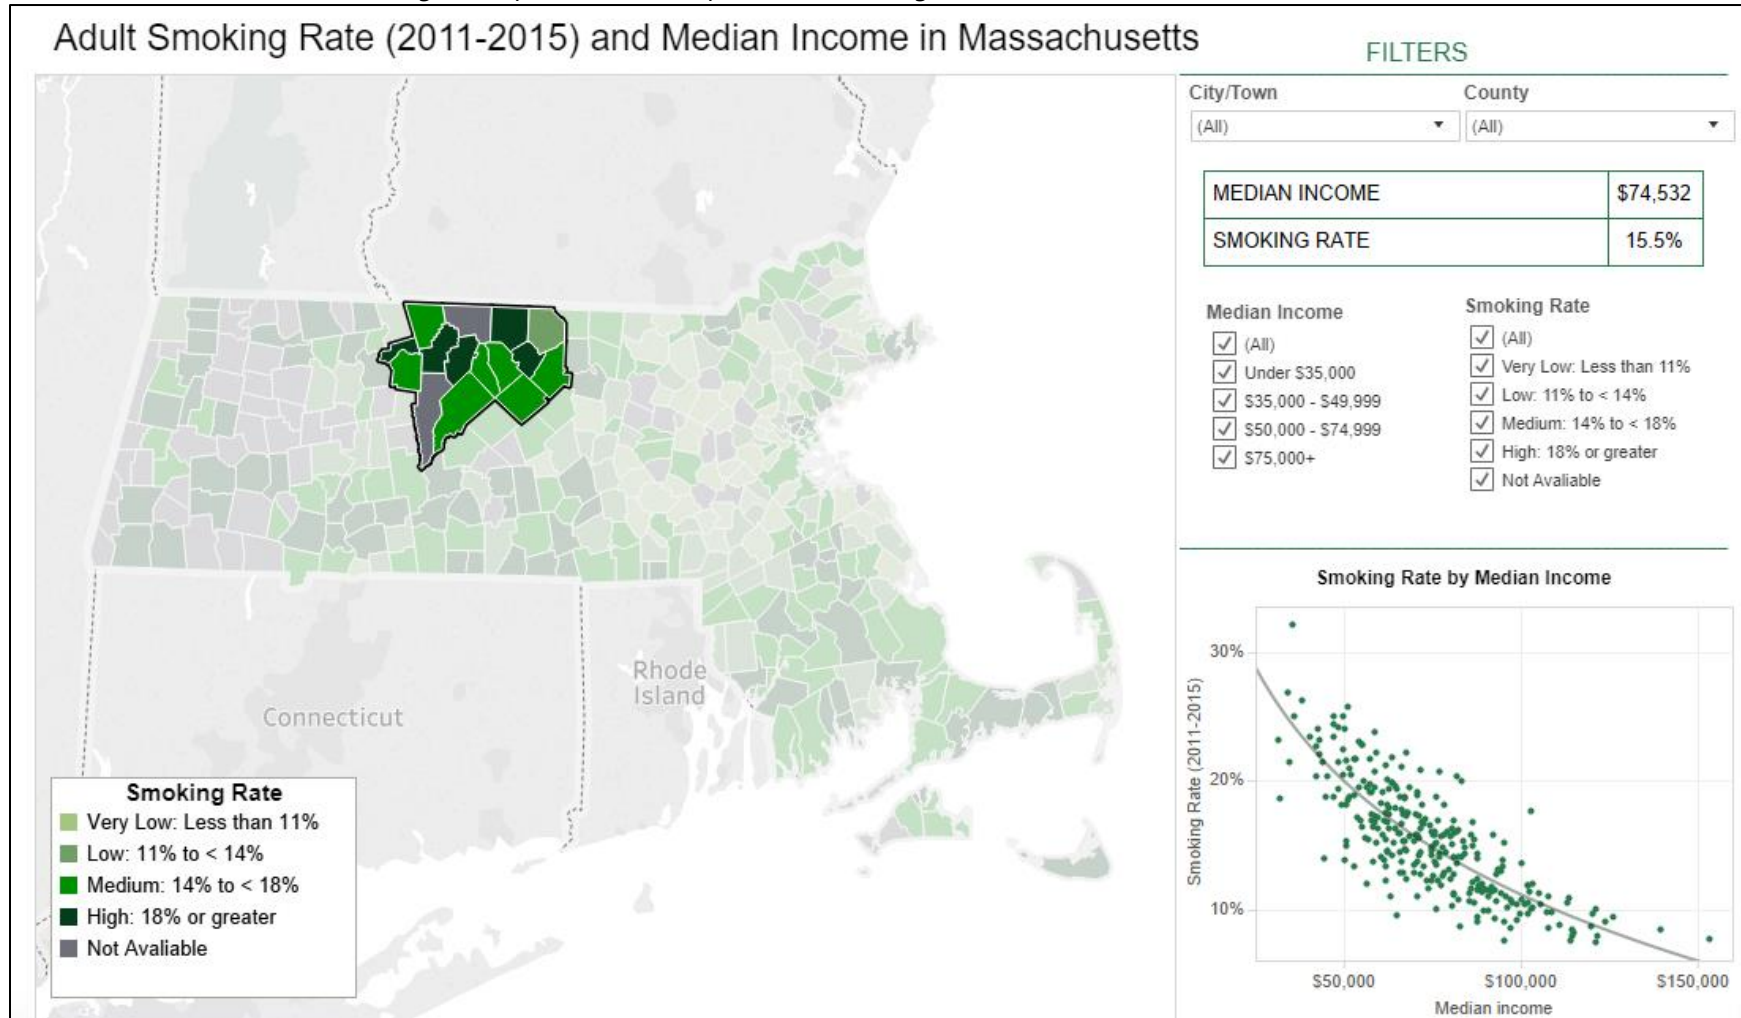 Adult Smoking Rate (2011-2015) and Median Income in Massachusetts
FILTERS
City/Town
County
(All)
(All)
MEDIAN INCOME
$74,532
SMOKING RATE
15.5%
Median Income
(All)
Under $35,000
$35,000 - $49,999
$50,000 - $74,999
$75,000+
Smoking Rate
(All)
Very Low: Less than 11%
Low: 11% to < 14%
Medium: 14% to < 18%
High: 18% or greater
Not Avaliable
Connecticut
Rhode
Island
Smoking Rate
Very Low: Less than 11%
Low: 11% to < 14%
Medium: 14% to < 18%
High: 18% or greater
Not Avaliable
Smoking Rate by Median Income
Smoking Rate (2011-2015)
30%
20%
10%
$50,000
$100,000
$150,000
Median income